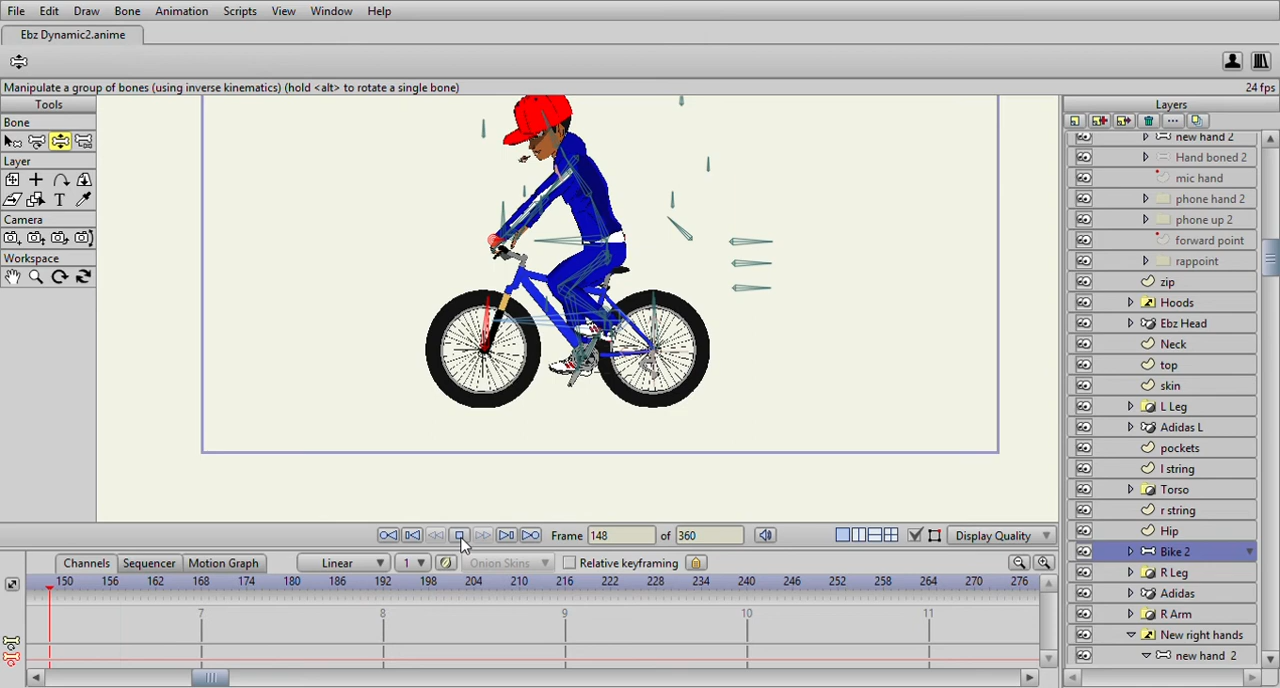 File Edit Draw Bone Animation Scripts View Window Help
Ebz Dynamic2.anime
Manipulate a group of bones (using inverse kinematics) (hold <alt> to rotate a single bone)
24 fps
Tools
Bone
Layer
T
Camera
Workspace
Layers
new hand 2
Hand boned 2
mic hand
phone hand 2
phone up 2
forward point
rappoint
zip
Hoods
Ebz Head
Neck
top
skin
L Leg
Adidas L
pockets
l string
Torso
r string
Hip
Bike 2
R Leg
Adidas
R Arm
New right hands
new hand 2
Frame 148 of 360
Display Quality
Channels Sequencer Motion Graph Linear 1 Onion Skins Relative keyframing
150 156 162 168 174 180 186 192 198 204 210 216 222 228 234 240 246 252 258 264 270 276
7 8 9 10 11